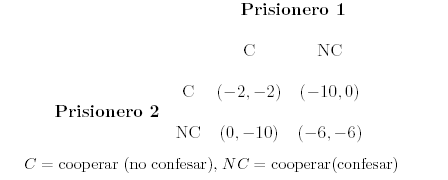 Prisionero 1
C NC
C (−2, −2) (−10, 0)
Prisionero 2
NC (0, −10) (−6, −6)
C = cooperar (no confesar), NC = cooperar(confesar)